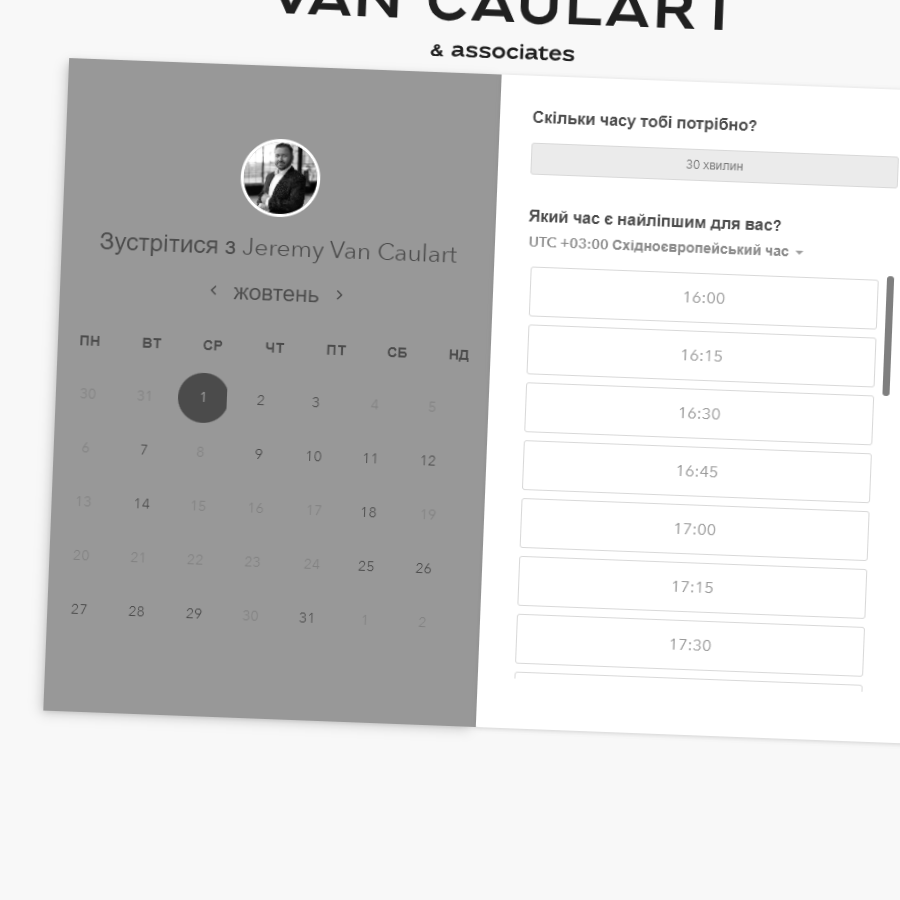 VAN CAULART
& associates
Зустрітися з Jeremy Van Caulart
жовтень
ПН ВТ СР ЧТ ПТ СБ НД
30 31 1 2 3 4 5
6 7 8 9 10 11 12
13 14 15 16 17 18 19
20 21 22 23 24 25 26
27 28 29 30 31 1 2
Скільки часу тобі потрібно?
30 хвилин
Який час є найліпшим для вас?
UTC +03:00 Східноєвропейський час
16:00
16:15
16:30
16:45
17:00
17:15
17:30